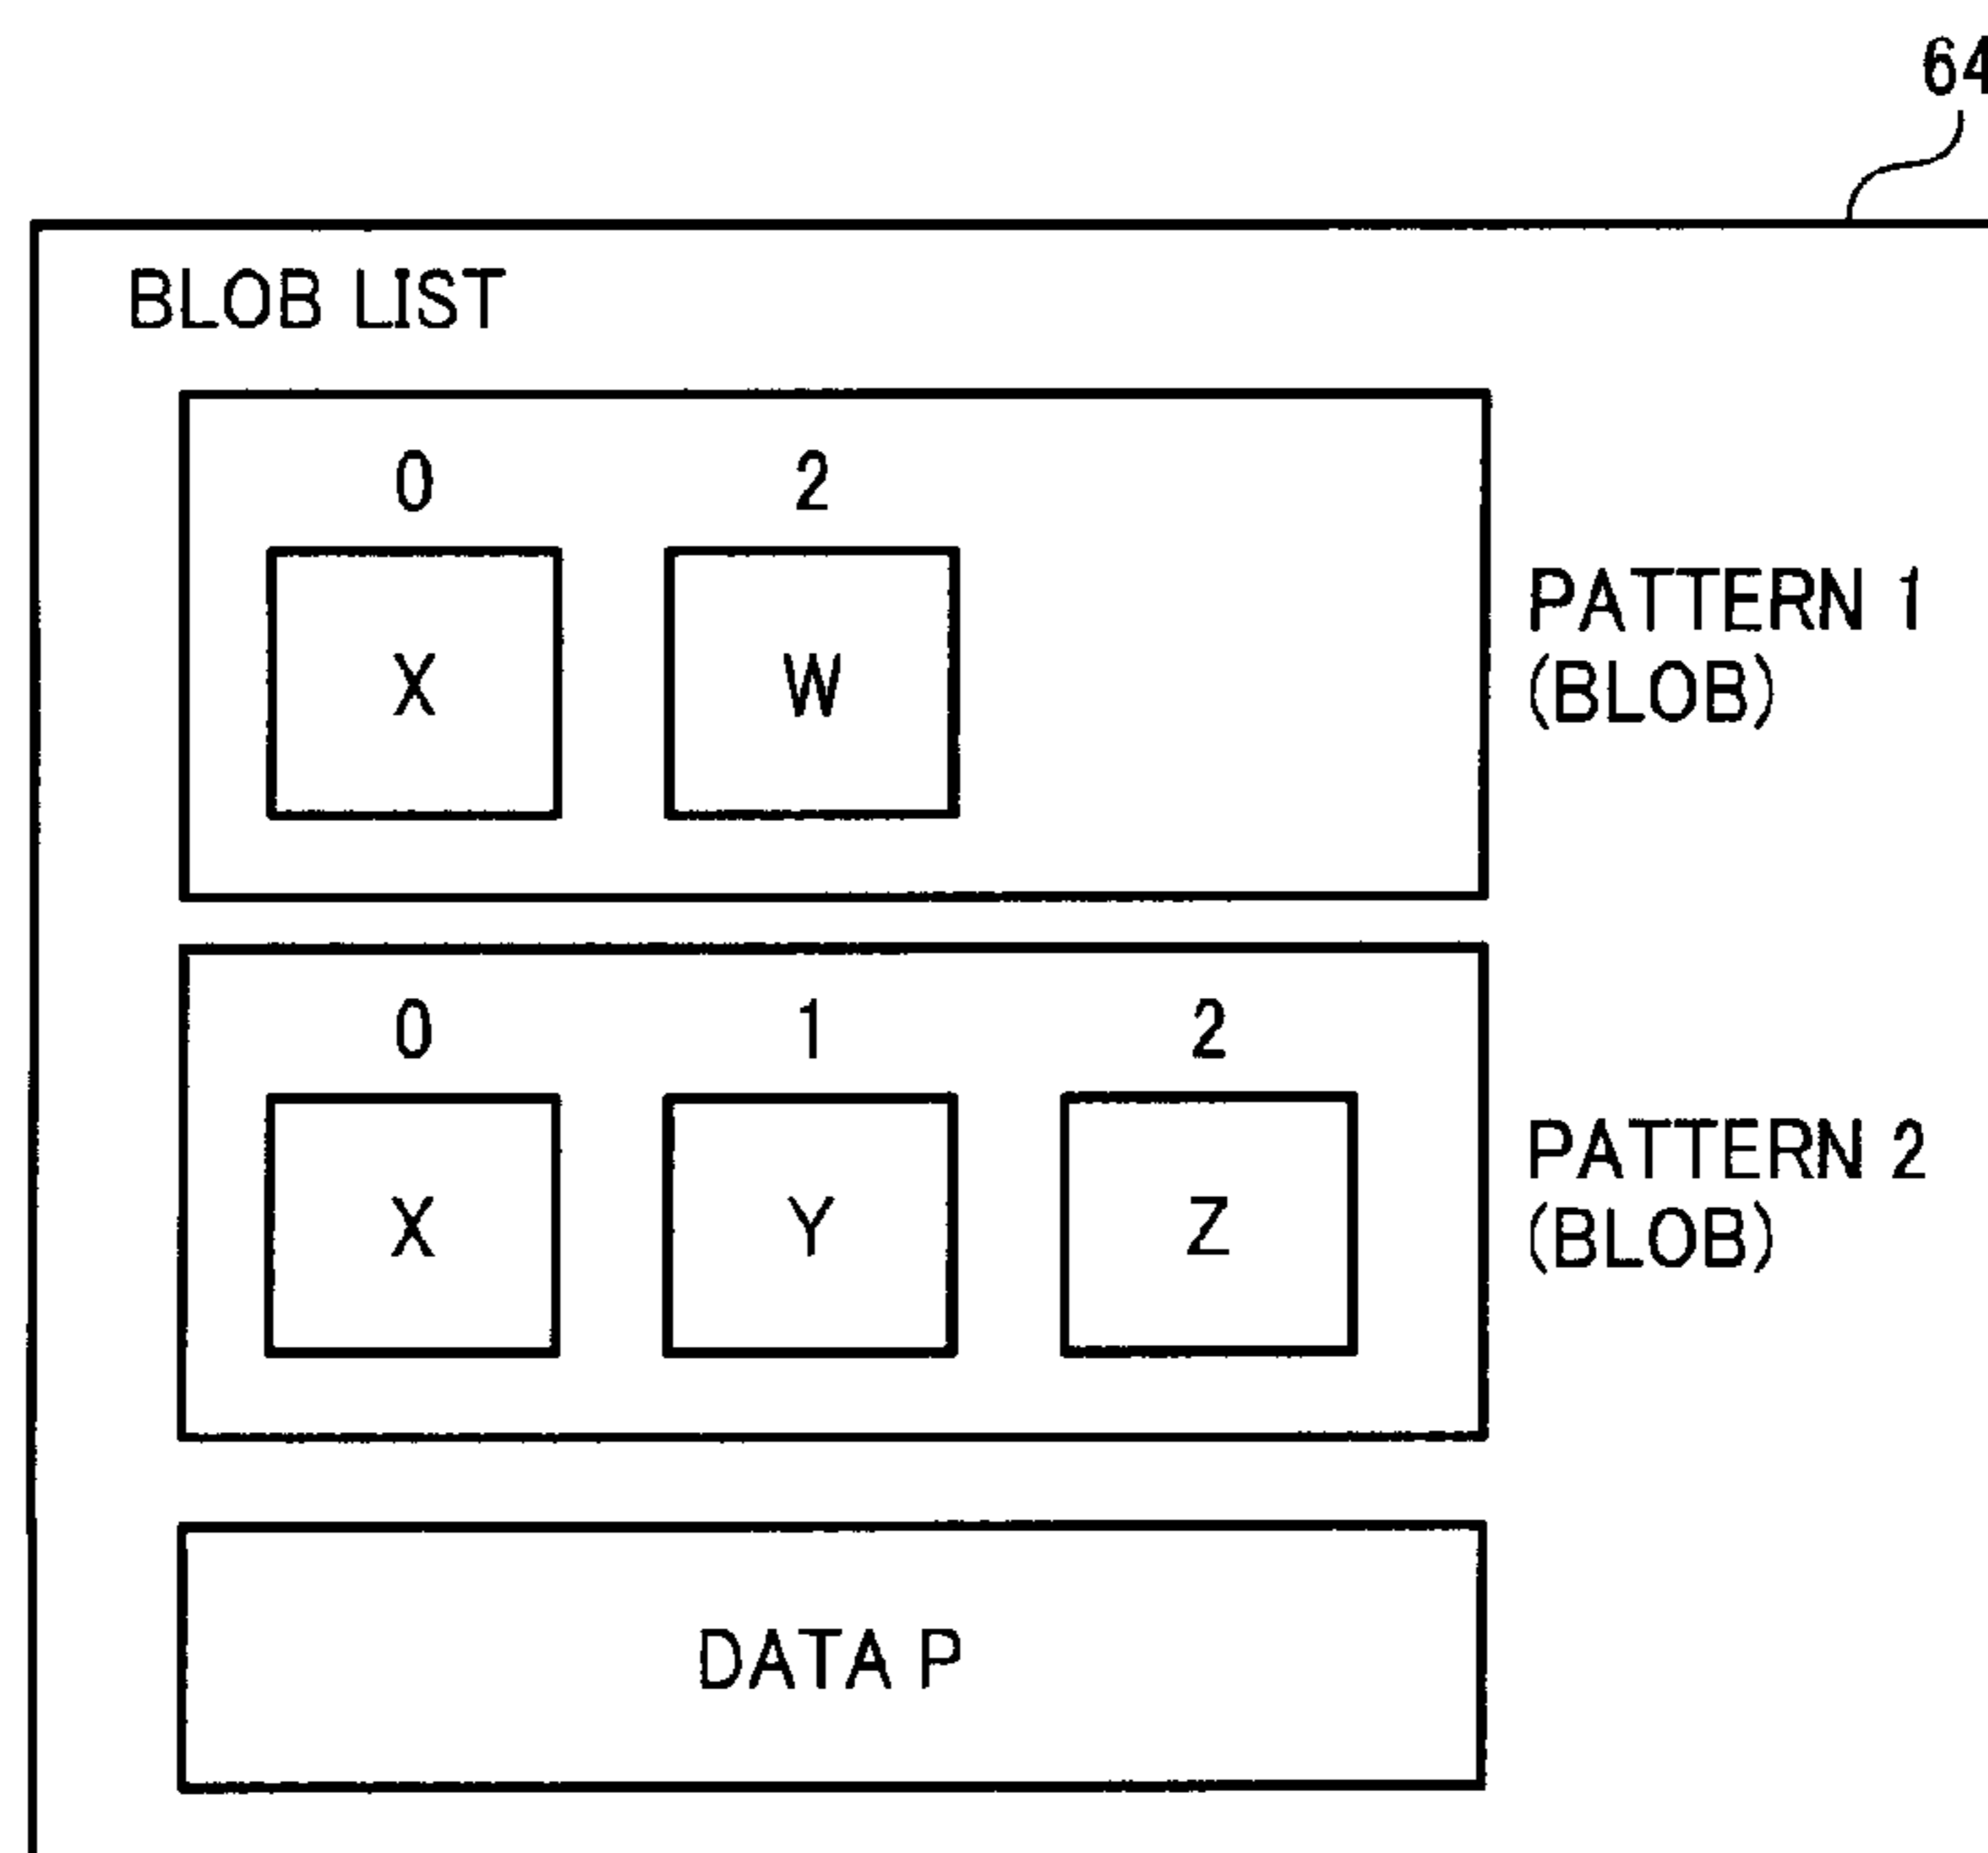 64
BLOB LIST
0 2
X W
PATTERN 1
(BLOB)
0 1 2
X Y Z
PATTERN 2
(BLOB)
DATA P